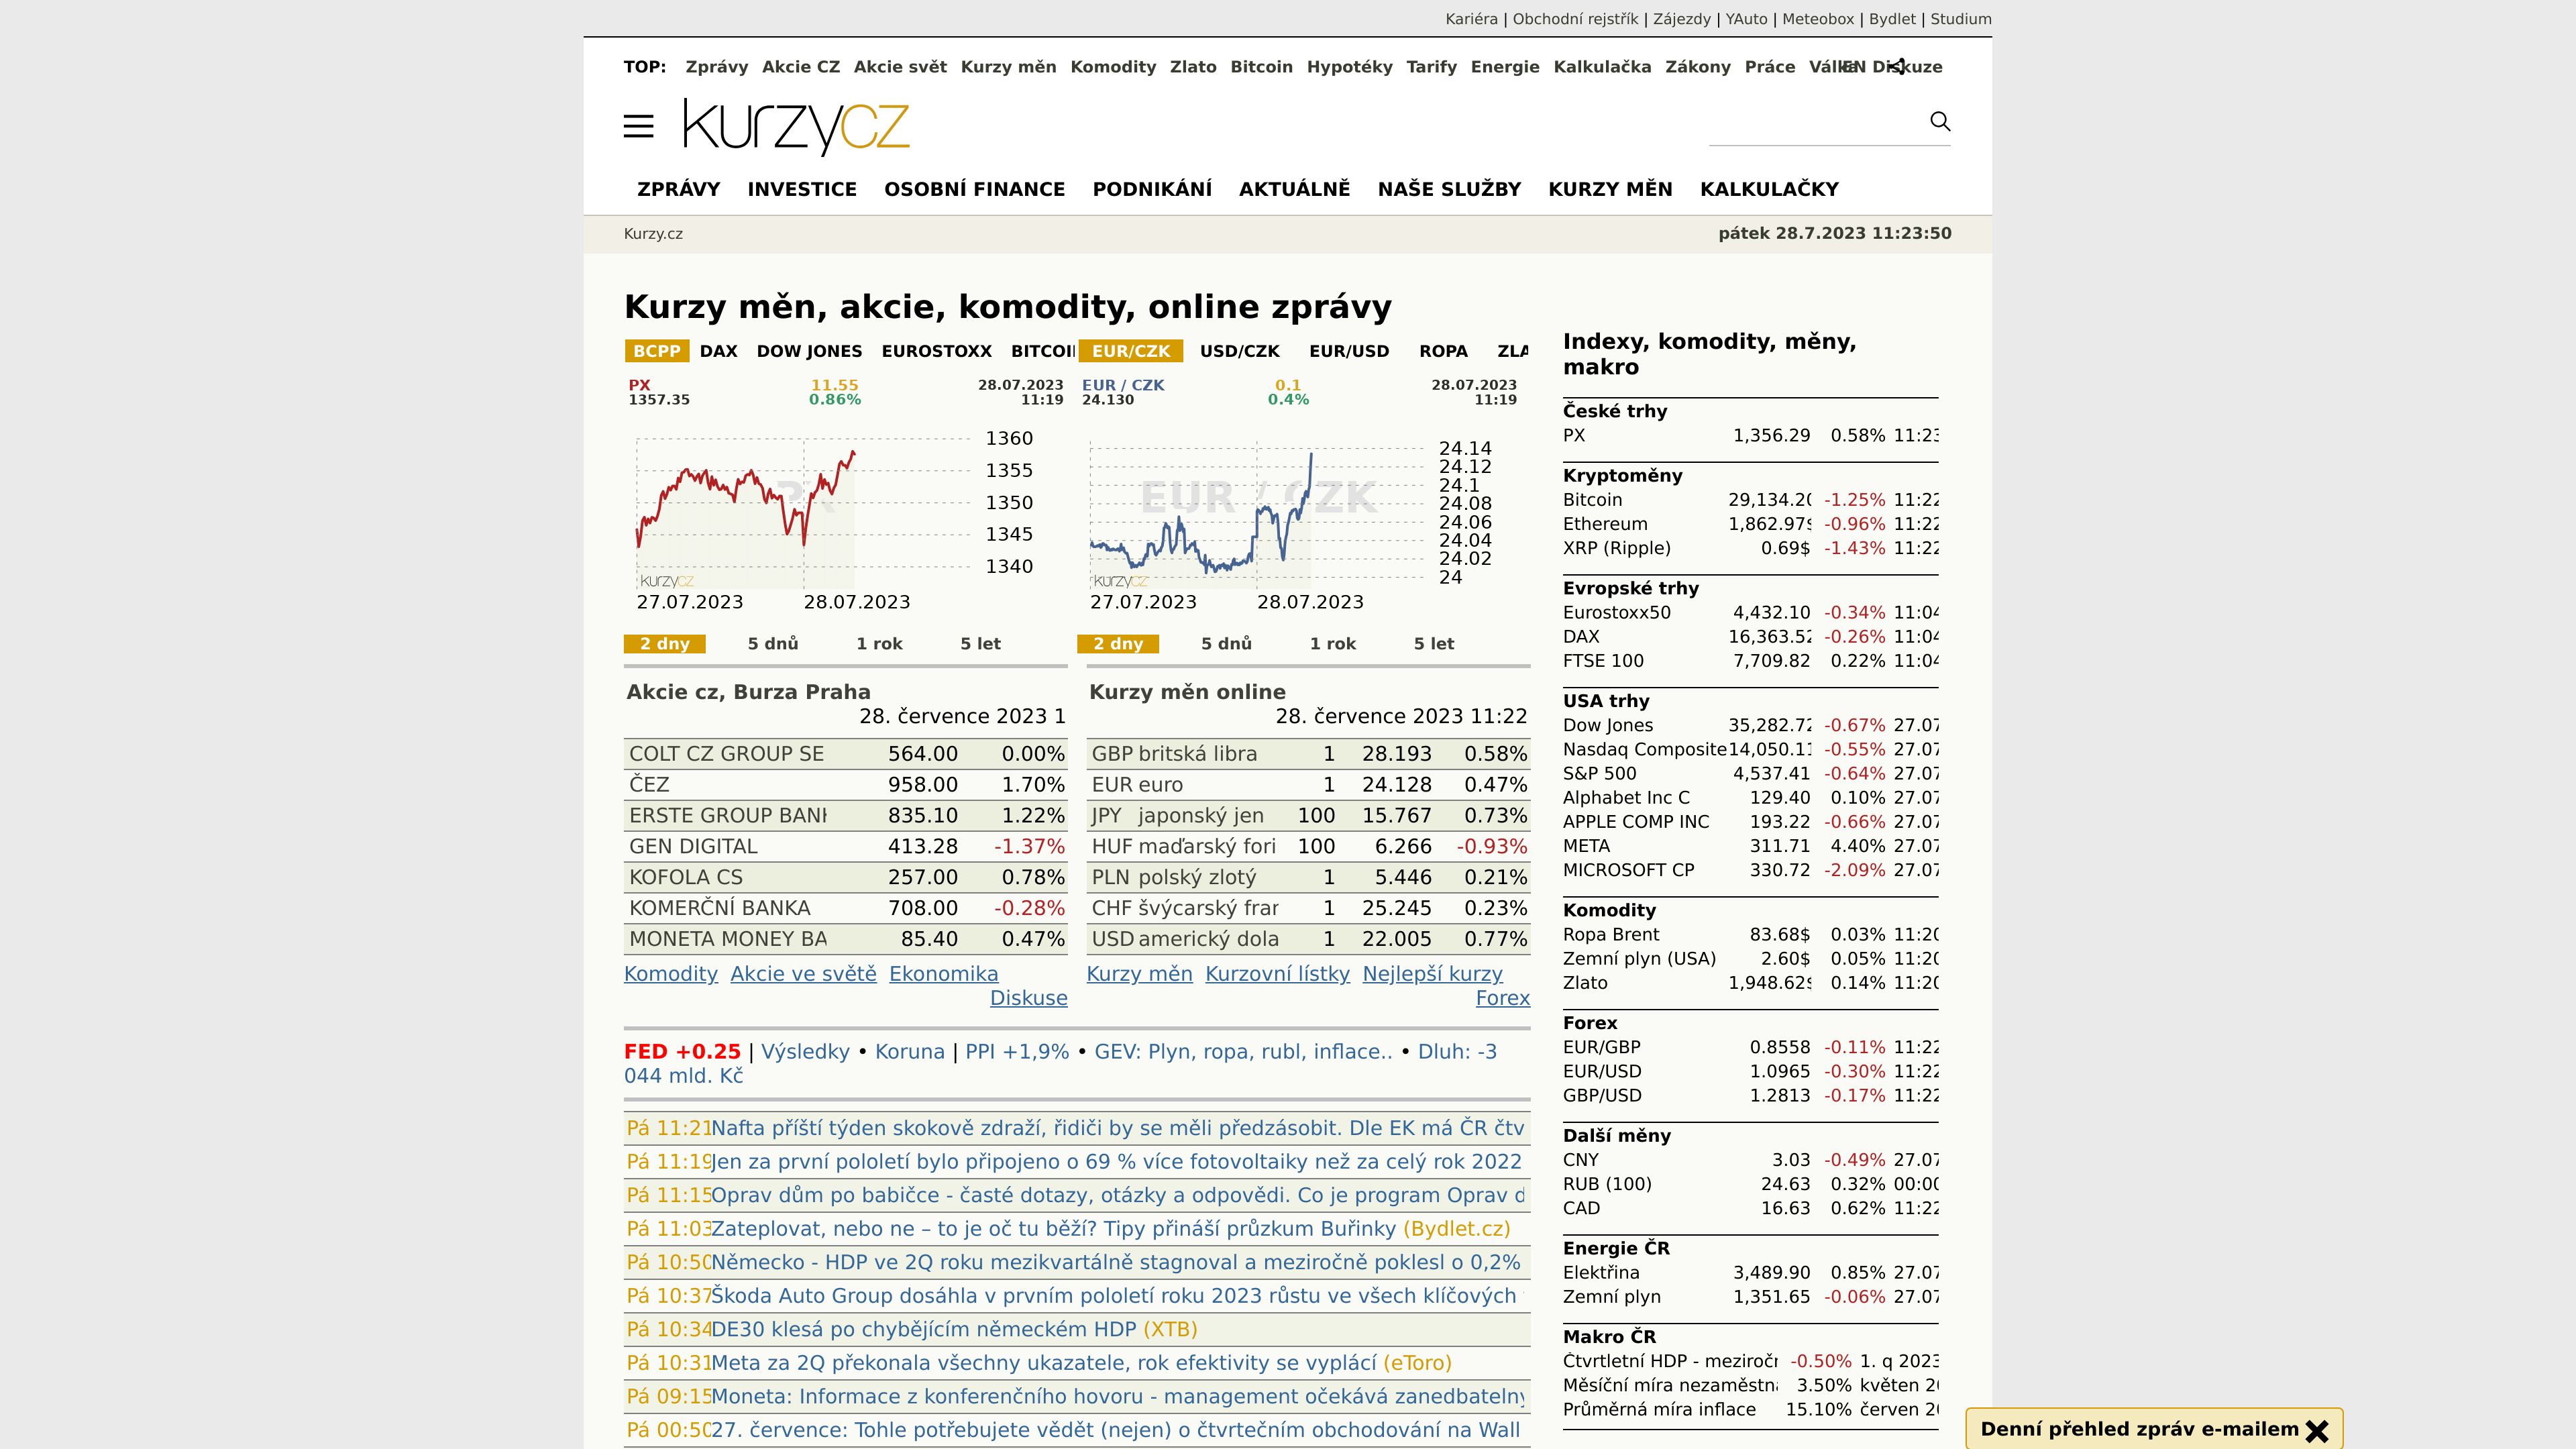 Kariéra | Obchodní rejstřík | Zájezdy | YAuto | Meteobox | Bydlet | Studium
TOP: Zprávy Akcie CZ Akcie svět Kurzy měn Komodity Zlato Bitcoin Hypotéky Tarify Energie Kalkulačka Zákony Práce Válka EN Diskuze
kurzycz
ZPRÁVY INVESTICE OSOBNÍ FINANCE PODNIKÁNÍ AKTUÁLNĚ NAŠE SLUŽBY KURZY MĚN KALKULAČKY
Kurzy.cz pátek 28.7.2023 11:23:50
Kurzy měn, akcie, komodity, online zprávy
BCPP DAX DOW JONES EUROSTOXX
PX 11.55 28.07.2023
1357.35 0.86% 11:19
1360
1355
1350
1345
1340
kurzycz
27.07.2023 28.07.2023
2 dny 5 dnů 1 rok 5 let
EUR/CZK USD/CZK EUR/USD ROPA
EUR / CZK 0.1 28.07.2023
24.130 0.4% 11:19
EUR / CZK
24.14
24.12
24.1
24.08
24.06
24.04
24.02
24
kurzycz
27.07.2023 28.07.2023
2 dny 5 dnů 1 rok 5 let
Akcie cz, Burza Praha
28. července 2023 1
COLT CZ GROUP SE 564.00 0.00%
ČEZ 958.00 1.70%
ERSTE GROUP 835.10 1.22%
GEN DIGITAL 413.28 -1.37%
KOFOLA CS 257.00 0.78%
KOMERČNÍ BANKA 708.00 -0.28%
MONETA MONEY BA 85.40 0.47%
Komodity Akcie ve světě Ekonomika
Diskuse
Kurzy měn online
28. července 2023 11:22
GBP britská libra 1 28.193 0.58%
EUR euro 1 24.128 0.47%
JPY japonský jen 100 15.767 0.73%
HUF maďarský fori 100 6.266 -0.93%
PLN polský zlotý 1 5.446 0.21%
CHF švýcarský 1 25.245 0.23%
USD americký dola 1 22.005 0.77%
Kurzy měn Kurzovní lístky Nejlepší kurzy
Forex
FED +0.25 | Výsledky • Koruna | PPI +1,9% • GEV: Plyn, ropa, rubl, inflace.. • Dluh: -3
044 mld. Kč
Pá 11:21 Nafta příští týden skokově zdraží, řidiči by se měli předzásobit. Dle EK má ČR čtv
Pá 11:19 Jen za první pololetí bylo připojeno o 69 % více fotovoltaiky než za celý rok 2022
Pá 11:15 Oprav dům po babičce - časté dotazy, otázky a odpovědi. Co je program Oprav d
Pá 11:03 Zateplovat, nebo ne – to je oč tu běží? Tipy přináší průzkum Buřinky (Bydlet.cz)
Pá 10:50 Německo - HDP ve 2Q roku mezikvartálně stagnoval a meziročně poklesl o 0,2%
Pá 10:37 Škoda Auto Group dosáhla v prvním pololetí roku 2023 růstu ve všech klíčových
Pá 10:34 DE30 klesá po chybějícím německém HDP (XTB)
Pá 10:31 Meta za 2Q překonala všechny ukazatele, rok efektivity se vyplácí (eToro)
Pá 09:15 Moneta: Informace z konferenčního hovoru - management očekává zanedbatelný
Pá 00:50 27. července: Tohle potřebujete vědět (nejen) o čtvrtečním obchodování na Wall
Indexy, komodity, měny,
makro
České trhy
PX 1,356.29 0.58% 11:23
Kryptoměny
Bitcoin 29,134.20 -1.25% 11:22
Ethereum 1,862.97$ -0.96% 11:22
XRP (Ripple) 0.69$ -1.43% 11:22
Evropské trhy
Eurostoxx50 4,432.10 -0.34% 11:04
DAX 16,363.52 -0.26% 11:04
FTSE 100 7,709.82 0.22% 11:04
USA trhy
Dow Jones 35,282.72 -0.67% 27.07
Nasdaq Composite 14,050.11 -0.55% 27.07
S&P 500 4,537.41 -0.64% 27.07
Alphabet Inc C 129.40 0.10% 27.07
APPLE COMP INC 193.22 -0.66% 27.07
META 311.71 4.40% 27.07
MICROSOFT CP 330.72 -2.09% 27.07
Komodity
Ropa Brent 83.68$ 0.03% 11:20
Zemní plyn (USA) 2.60$ 0.05% 11:20
Zlato 1,948.62$ 0.14% 11:20
Forex
EUR/GBP 0.8558 -0.11% 11:22
EUR/USD 1.0965 -0.30% 11:22
GBP/USD 1.2813 -0.17% 11:22
Další měny
CNY 3.03 -0.49% 27.07
RUB (100) 24.63 0.32% 00:00
CAD 16.63 0.62% 11:22
Energie ČR
Elektřina 3,489.90 0.85% 27.07
Zemní plyn 1,351.65 -0.06% 27.07
Makro ČR
Čtvrtletní HDP - meziročn -0.50% 1. q 2023
Měsíční míra nezaměstna 3.50% květen 2
Průměrná míra inflace 15.10% červen 2
Denní přehled zpráv e-mailem